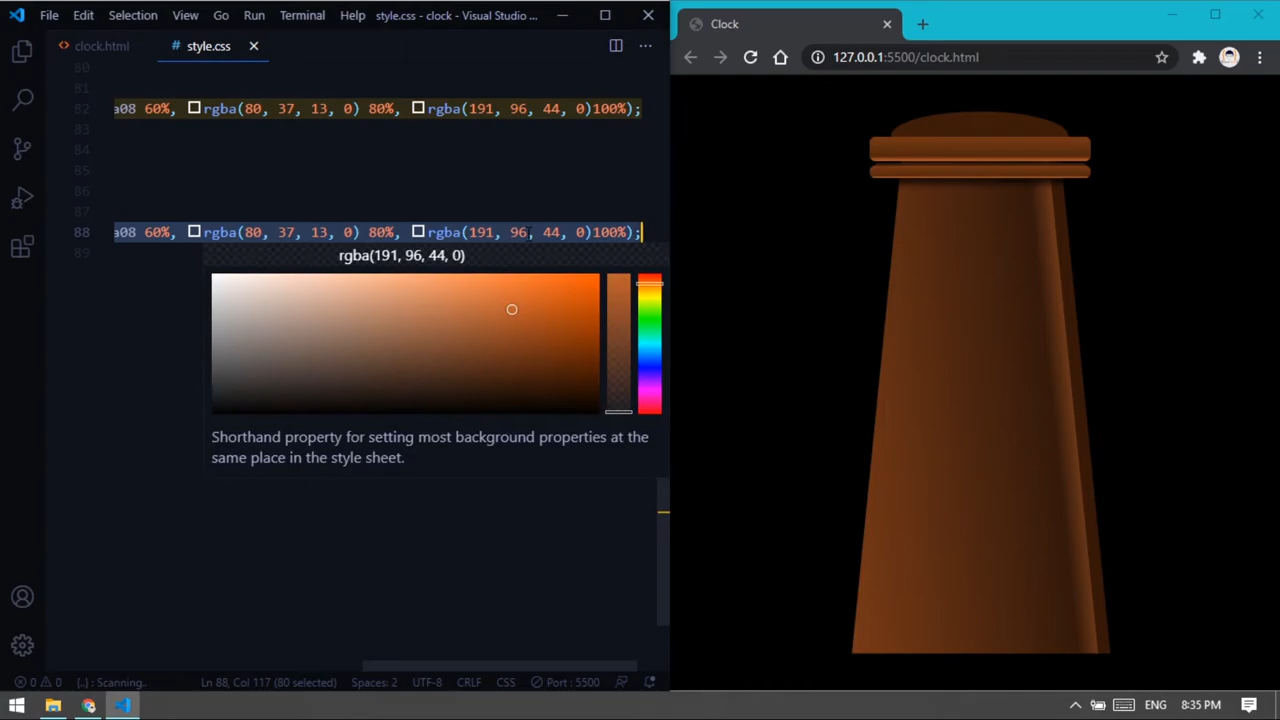 File Edit Selection View Go Run Terminal Help style.css - clock - Visual Studio ...
clock.html # style.css
80
81
82 a08 60%, rgba(80, 37, 13, 0) 80%, rgba(191, 96, 44, 0)100%);
83
84
85
86
87
88 a08 60%, rgba(80, 37, 13, 0) 80%, rgba(191, 96, 44, 0)100%);
89
rgba(191, 96, 44, 0)
Shorthand property for setting most background properties at the
same place in the style sheet.
0 0 {..} : Scanning.. Ln 88, Col 117 (80 selected) Spaces: 2 UTF-8 CRLF CSS Port : 5500
Clock
127.0.0.1:5500/clock.html
ENG 8:35 PM